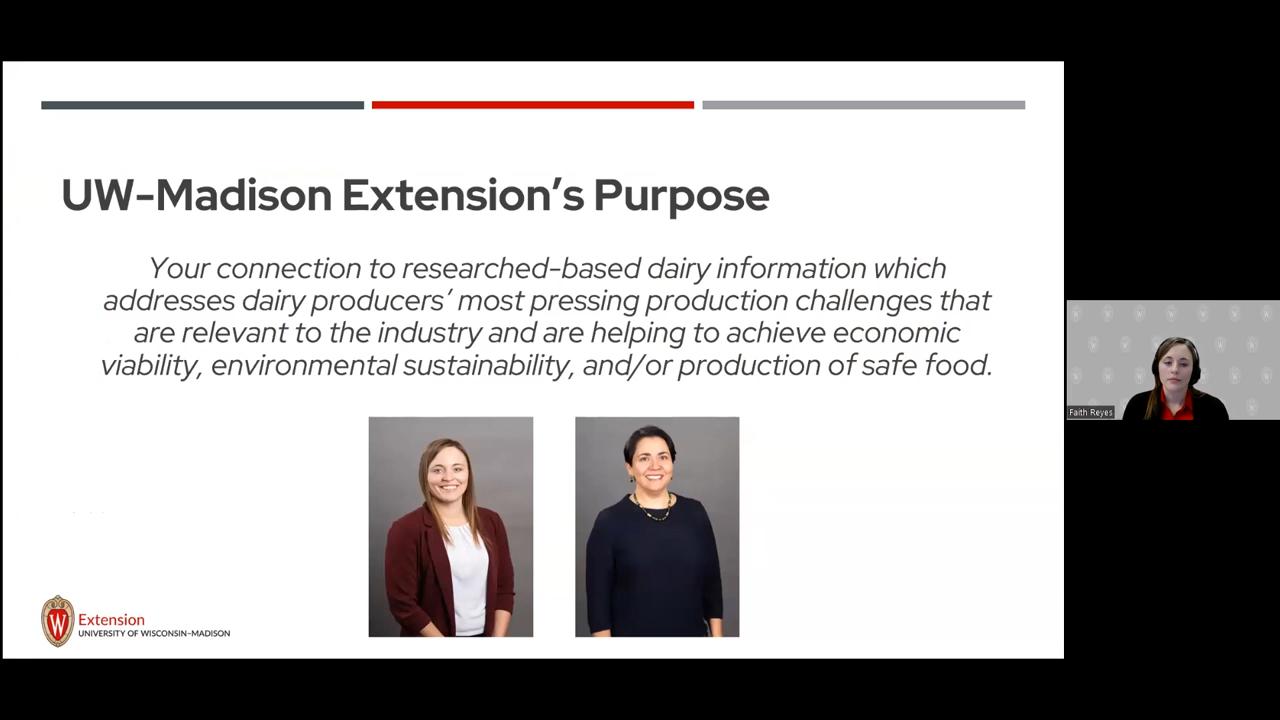 UW-Madison Extension's Purpose
Your connection to researched-based dairy information which
addresses dairy producers' most pressing production challenges that
are relevant to the industry and are helping to achieve economic
viability, environmental sustainability, and/or production of safe food.
W
Extension
UNIVERSITY OF WISCONSIN–MADISON
Faith Reyes